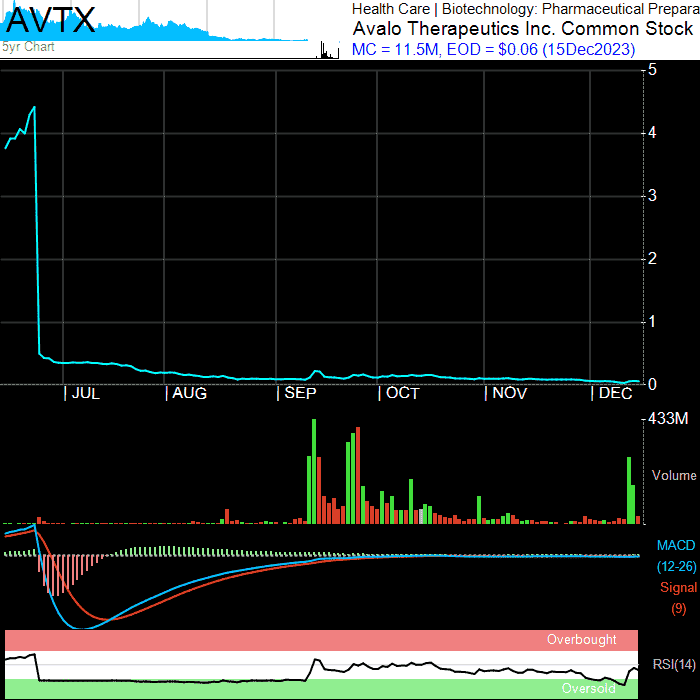 AVTX
5yr Chart
Health Care | Biotechnology: Pharmaceutical Prepara
Avalo Therapeutics Inc. Common Stock
MC = 11.5M, EOD = $0.06 (15Dec2023)
5
4
3
2
1
0
| JUL
| AUG
| SEP
| OCT
| NOV
| DEC
433M
Volume
MACD
(12-26)
Signal
(9)
Overbought
RSI(14)
Oversold